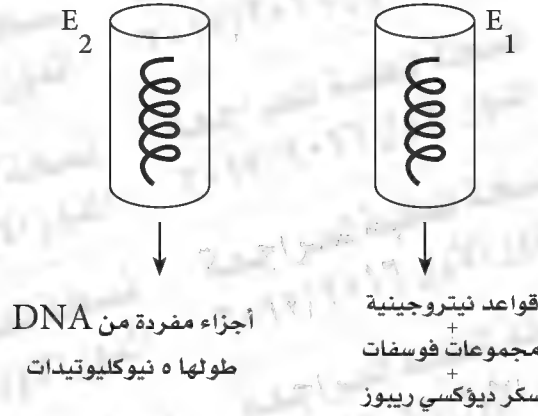 E1
E2
قواعد نيتروجينية
+
مجموعات فوسفات
+
سكر ديؤكسي ريبوز
أجزاء مفردة من DNA
طولها ٥ نيوكليوتيدات